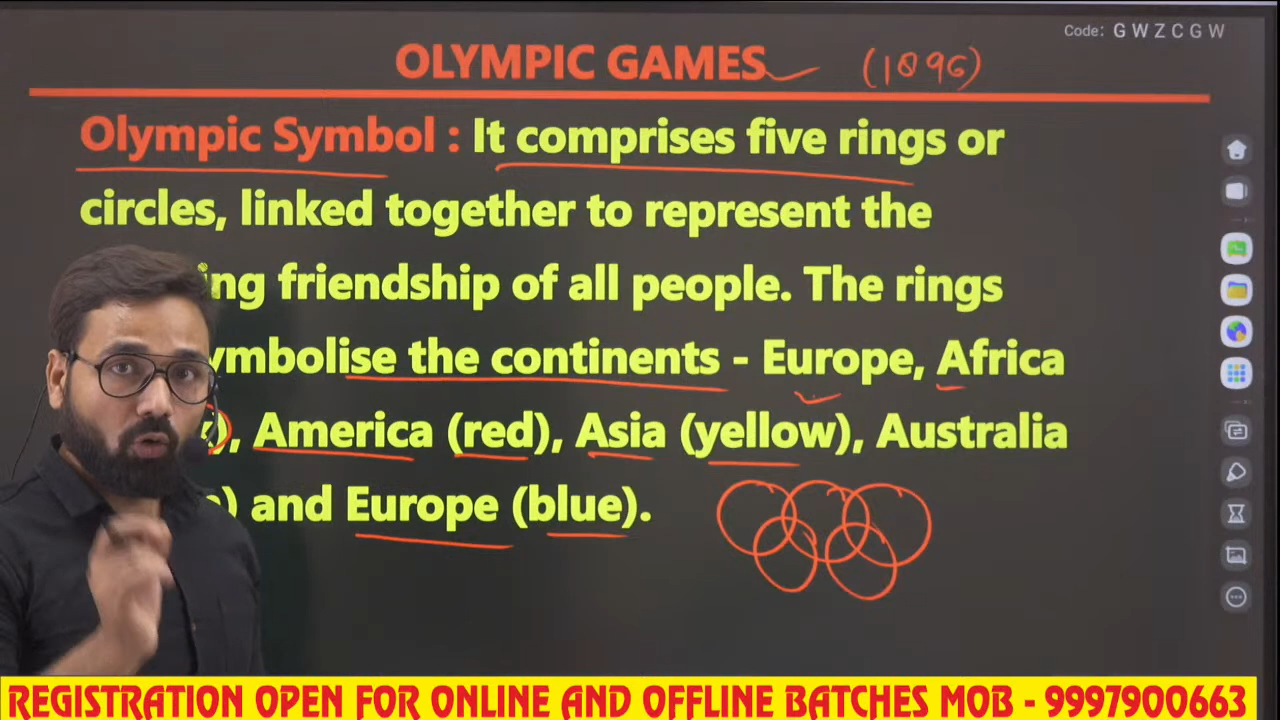 Code: G W Z C G W
OLYMPIC GAMES (1896)
Olympic Symbol : It comprises five rings or
circles, linked together to represent the
friendship of all people. The rings
the continents - Europe, Africa
America (red), Asia (yellow), Australia
and Europe (blue).
REGISTRATION OPEN FOR ONLINE AND OFFLINE BATCHES MOB - 9997900663